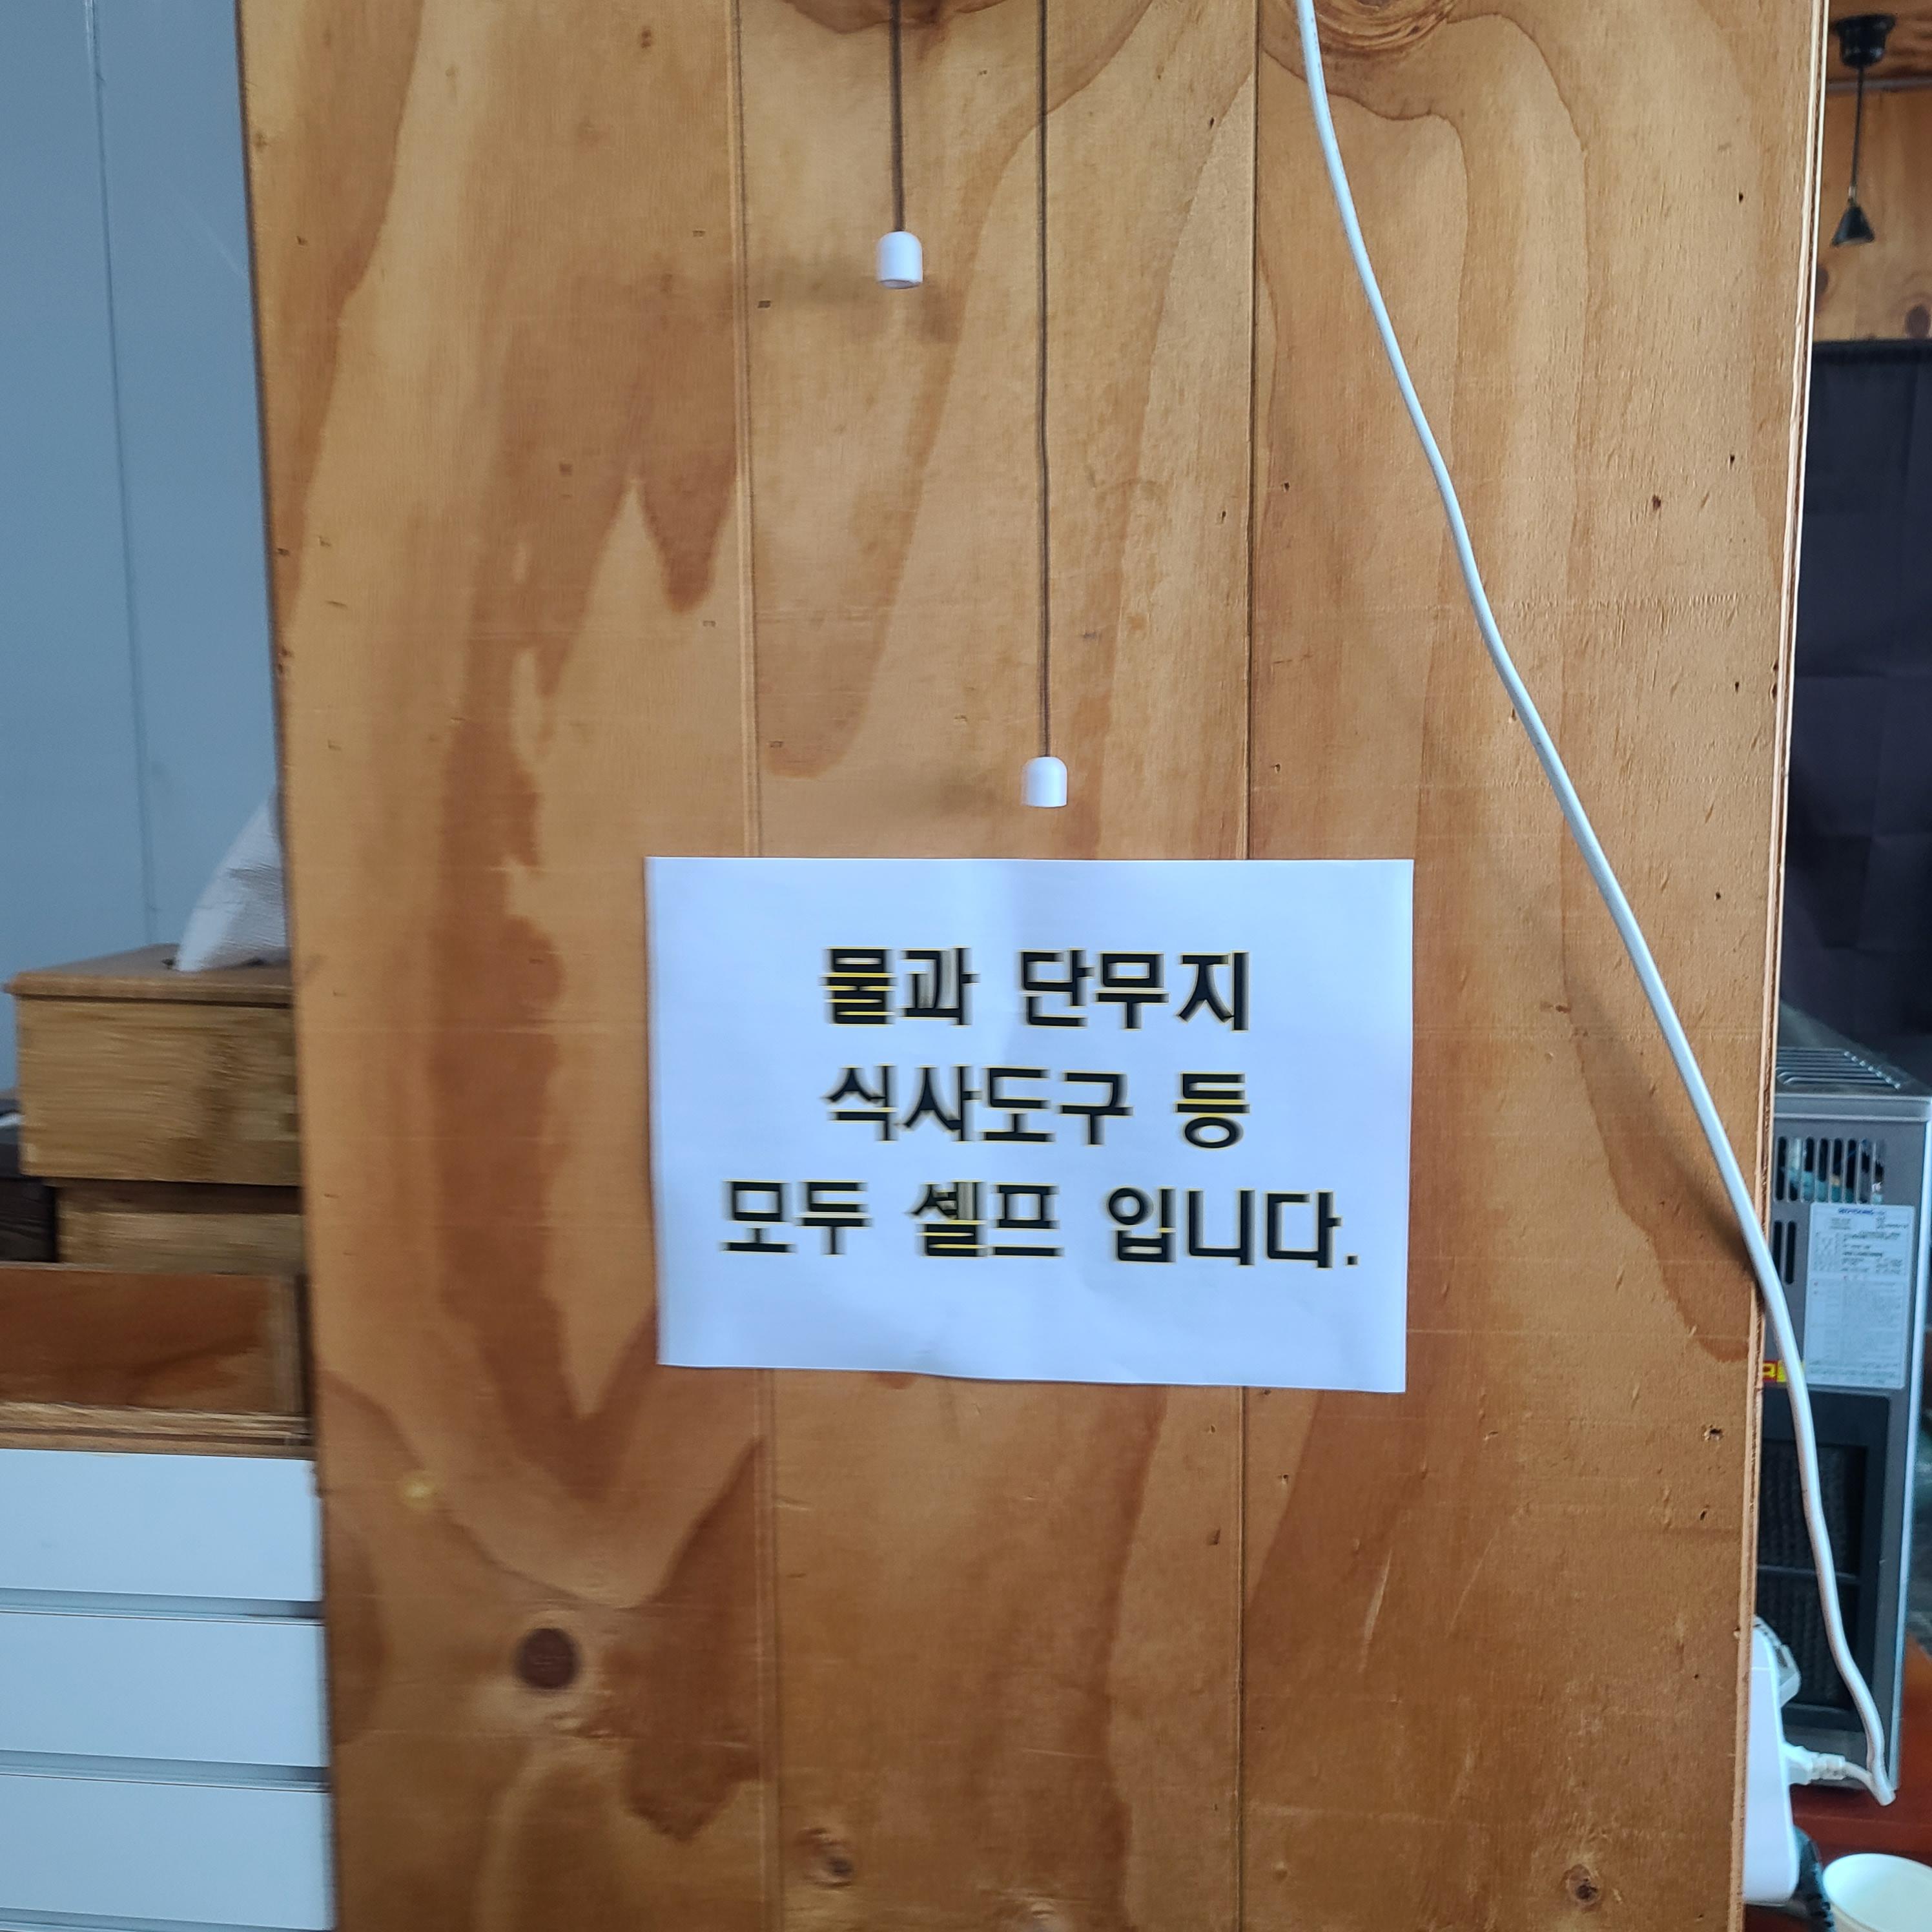 물과 단무지
식사도구 등
모두 셀프 입니다.